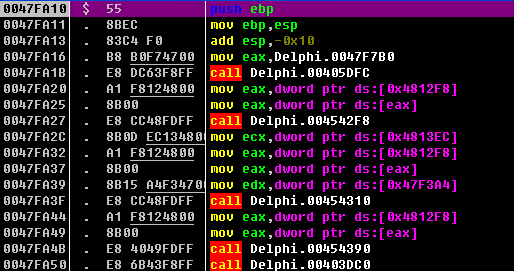 0047FA10 $ 55 push ebp
0047FA11 . 8BEC mov ebp,esp
0047FA13 . 83C4 F0 add esp,-0x10
0047FA16 . B8 B0F74700 mov eax,Delphi.0047F7B0
0047FA1B . E8 DC63F8FF call Delphi.00405DFC
0047FA20 . A1 F8124800 mov eax,dword ptr ds:[0x4812F8]
0047FA25 . 8B00 mov eax,dword ptr ds:[eax]
0047FA27 . E8 CC48FDFF call Delphi.004542F8
0047FA2C . 8B0D EC134800 mov ecx,dword ptr ds:[0x4813EC]
0047FA32 . A1 F8124800 mov eax,dword ptr ds:[0x4812F8]
0047FA37 . 8B00 mov eax,dword ptr ds:[eax]
0047FA39 . 8B15 A4F34700 mov edx,dword ptr ds:[0x47F3A4]
0047FA3F . E8 CC48FDFF call Delphi.00454310
0047FA44 . A1 F8124800 mov eax,dword ptr ds:[0x4812F8]
0047FA49 . 8B00 mov eax,dword ptr ds:[eax]
0047FA4B . E8 4049FDFF call Delphi.00454390
0047FA50 . E8 6B43F8FF call Delphi.00403DC0